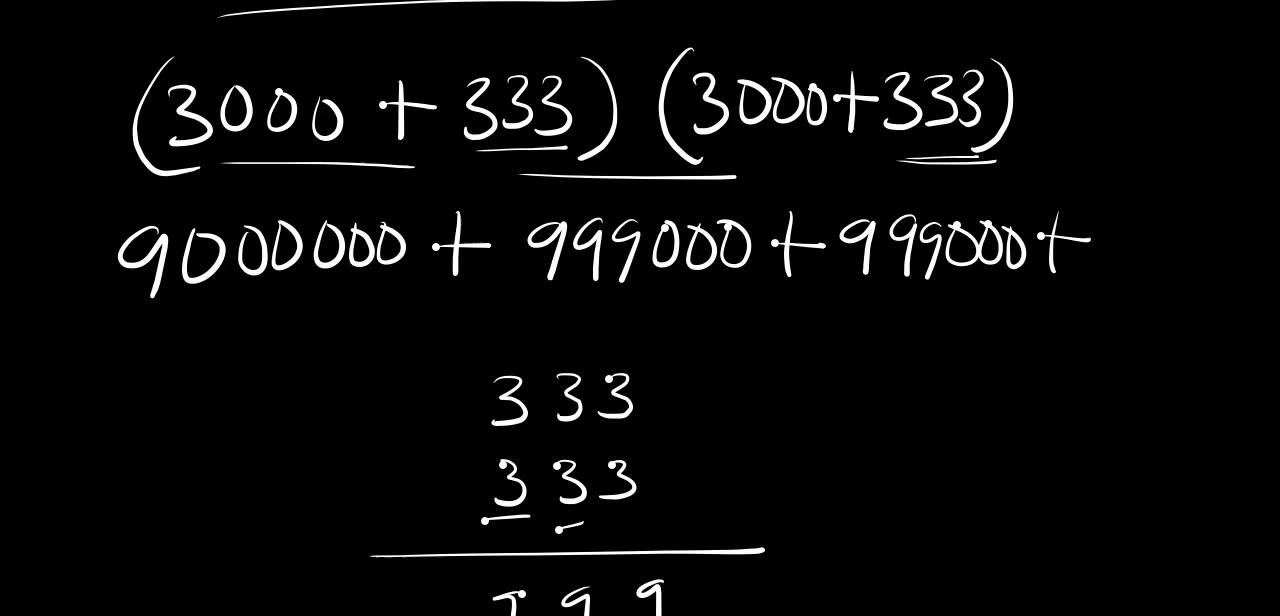 (3000 + 333) (3000+333)
9000000 + 999000 + 999000+
333
333